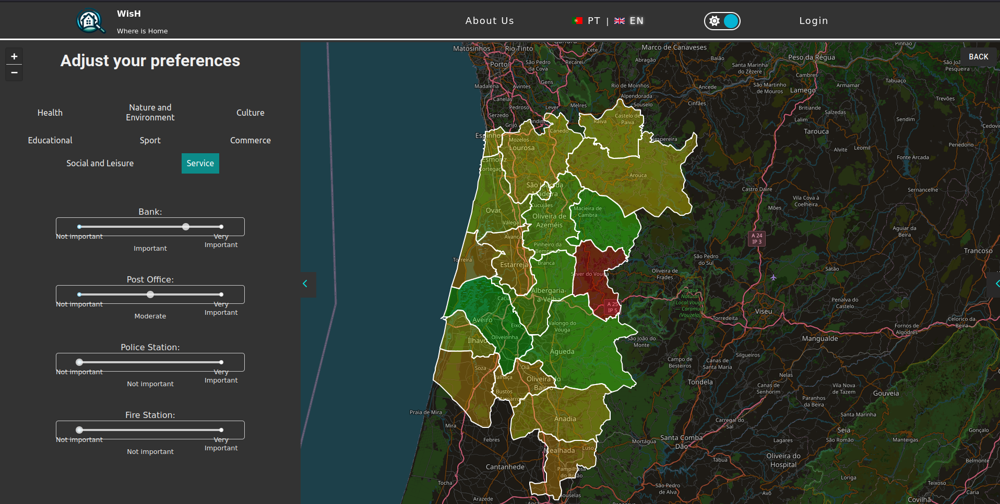 WisH
Where is Home
About Us
PT | EN
Login
+
−
Adjust your preferences
Health
Nature and
Environment
Culture
Educational
Sport
Commerce
Social and Leisure
Service
Bank:
Not important
Very
Important
Important
Post Office:
Not important
Very
Important
Moderate
Police Station:
Not important
Very
Important
Not important
Fire Station:
Not important
Very
Important
Not important
BACK
Matosinhos
Rio Tinto
Cete
Marco de Canaveses
Baião
Peso da Régua
Pinhão
Porto
São Pedro
da Cova
Recarei
Abragão
Santa Marinha
do Zêzere
Pesqueira
Cambres
Madalena
Avintes
Gens
Rio de Moinhos
Ancede
São Martinho
de Mouros
Armamar
Tabuaço
Lamego
Canelas
Alpendorada
Trevões
Pedroso
Lever
Melres
Souselo
Cinfães
Britiande
Salzedas
Serzedo
Sandim
Raiva
Castelo de
Paiva
Lalim
Sendim
Grijó
Canedo
Tarouca
Espinho
Mozelos
Lourosa
Nespereira
Penedono
Alvite
Leomil
Fonte Arcada
Esmoriz
Cortegaça
Arouca
São João da
Madeira
Castro Daire
Sernancelhe
Vila Cova à
Coelheira
Cucujães
Macieira de
Cambra
Mões
Ovar
Oliveira de
Azeméis
Válega
Aguiar da
Beira
Avanca
A 24
IP 3
Pinheiro da
Bemposta
Trancoso
Torreira
Estarreja
Branca
São Pedro
do Sul
Sever do Vouga
Oliveira de
Frades
Sátão
Albergaria-
a-Velha
Parque
Natural
Local Vouga
— Caramulo
(Vouzela)
Cacia
A 25
IP 5
Penalva do
Castelo
Viseu
Aveiro
Eixo
Valongo do
Vouga
Torredeita
Celorico da
Beira
Fornos de
Algodres
Ílhavo
Oliveirinha
São João do
Monte
Mangualde
Águeda
Silgueiros
Campo de
Besteiros
Canas de
Santa Maria
Soza
Oiã
Nelas
Palhaça
Oliveira do
Bairro
Tondela
Canas de
Senhorim
Vila Nova
de Tazem
Bustos
Gouveia
Mamarrosa
Paranhos
da Beira
Praia de Mira
Anadia
Carregal do
Sal
Santa Marinha
Mira
Seia
Gonçalo
Febres
Mortágua
Santa Comba
Dão
Lagares
São Romão
Manteigas
Mealhada
Luso
Tábua
Oliveira do
Hospital
Belmonte
Cantanhede
Pampilhosa
do Botão
Loriga
Tocha
São Pedro
de Alva
Teixoso
Avô
Caria
Souselas
Arazede
Covilhã